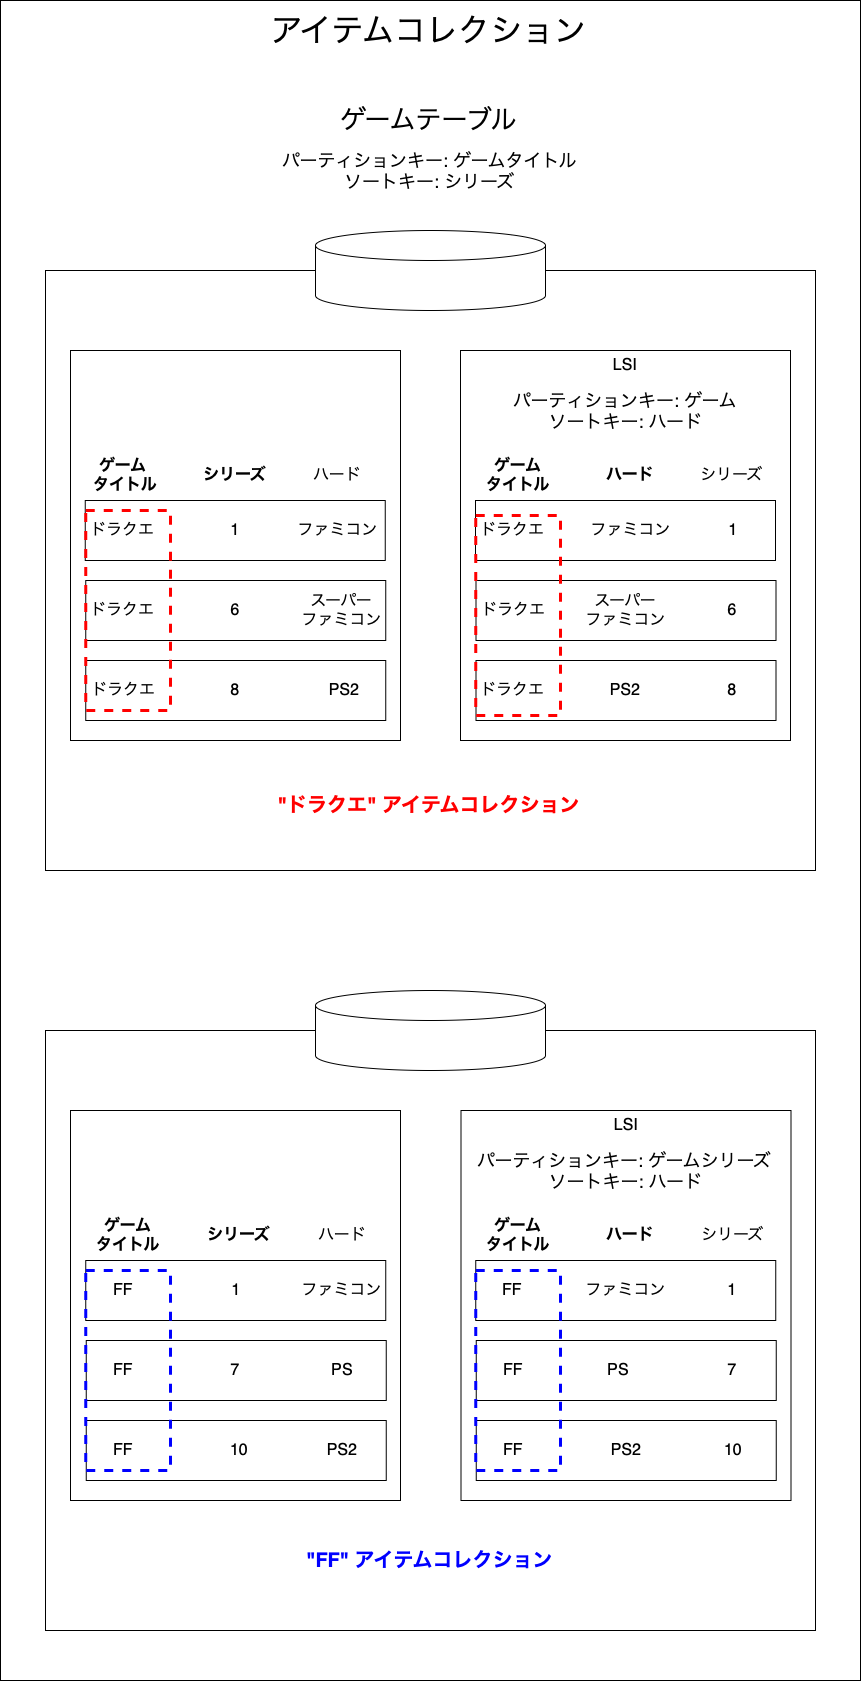 アイテムコレクション
ゲームテーブル
パーティションキー: ゲームタイトル
ソートキー: シリーズ
ゲーム
タイトル
シリーズ
ハード
ドラクエ
1
ファミコン
ドラクエ
6
スーパー
ファミコン
ドラクエ
8
PS2
LSI
パーティションキー: ゲーム
ソートキー: ハード
ゲーム
タイトル
ハード
シリーズ
ドラクエ
ファミコン
1
ドラクエ
スーパー
ファミコン
6
ドラクエ
PS2
8
"ドラクエ" アイテムコレクション
ゲーム
タイトル
シリーズ
ハード
FF
1
ファミコン
FF
7
PS
FF
10
PS2
LSI
パーティションキー: ゲームシリーズ
ソートキー: ハード
ゲーム
タイトル
ハード
シリーズ
FF
ファミコン
1
FF
PS
7
FF
PS2
10
"FF" アイテムコレクション